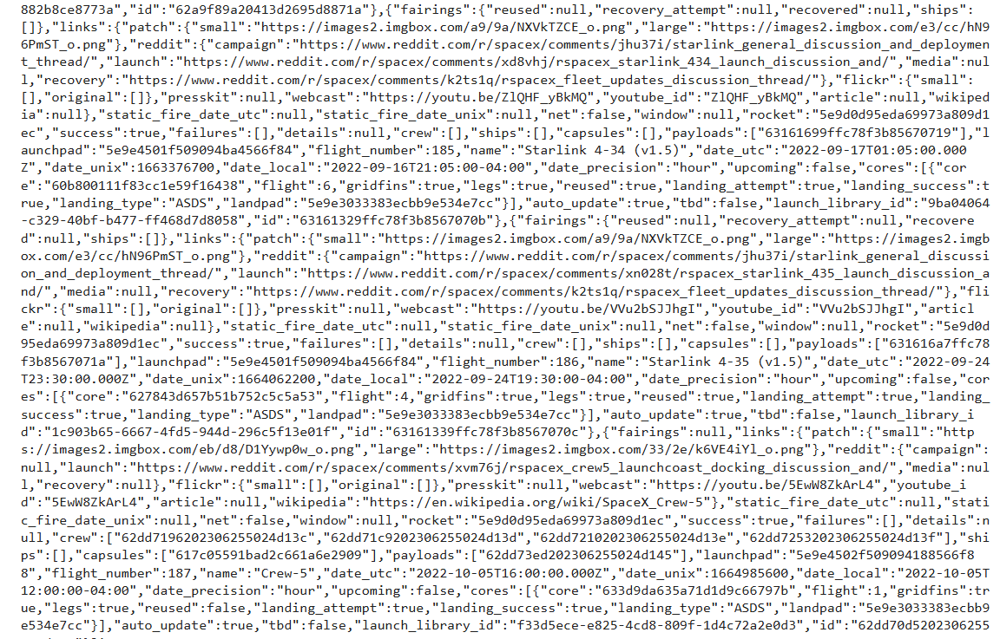 882b8ce8773a","id":"62a9f89a20413d2695d8871a"},{"fairings":{"reused":null,"recovery_attempt":null,"recovered":null,"ships":
[]},"links":{"patch":{"small":"https://images2.imgbox.com/a9/9a/NXVkTZCE_o.png","large":"https://images2.imgbox.com/e3/cc/hN9
6PmST_o.png"},"reddit":{"campaign":"https://www.reddit.com/r/spacex/comments/jhu37i/starlink_general_discussion_and_deploymen
t_thread/","launch":"https://www.reddit.com/r/spacex/comments/xd8vhj/rspacex_starlink_434_launch_discussion_and/","media":nul
l,"recovery":"https://www.reddit.com/r/spacex/comments/k2ts1q/rspacex_fleet_updates_discussion_thread/"},"flickr":{"small":
[],"original":[]},"presskit":null,"webcast":"https://youtu.be/ZlQHF_yBkMQ","youtube_id":"ZlQHF_yBkMQ","article":null,"wikiped
ia":null},"static_fire_date_utc":null,"static_fire_date_unix":null,"net":false,"window":null,"rocket":"5e9d0d95eda69973a809d1
ec","success":true,"failures":[],"details":null,"crew":[],"ships":[],"capsules":[],"payloads":["63161699ffc78f3b85670719"],"l
aunchpad":"5e9e4501f509094ba4566f84","flight_number":185,"name":"Starlink 4-34 (v1.5)","date_utc":"2022-09-17T01:05:00.000
Z","date_unix":1663376700,"date_local":"2022-09-16T21:05:00-04:00","date_precision":"hour","upcoming":false,"cores":[{"cor
e":"60b800111f83cc1e59f16438","flight":6,"gridfins":true,"legs":true,"reused":true,"landing_attempt":true,"landing_success":t
rue,"landing_type":"ASDS","landpad":"5e9e3033383ecbb9e534e7cc"}],"auto_update":true,"tbd":false,"launch_library_id":"9ba04064
-c329-40bf-b477-ff468d7d8058","id":"63161329ffc78f3b8567070b"},{"fairings":{"reused":null,"recovery_attempt":null,"recovere
d":null,"ships":[]},"links":{"patch":{"small":"https://images2.imgbox.com/a9/9a/NXVkTZCE_o.png","large":"https://images2.imgb
ox.com/e3/cc/hN96PmST_o.png"},"reddit":{"campaign":"https://www.reddit.com/r/spacex/comments/jhu37i/starlink_general_discussi
on_and_deployment_thread/","launch":"https://www.reddit.com/r/spacex/comments/xn028t/rspacex_starlink_435_launch_discussion_a
nd/","media":null,"recovery":"https://www.reddit.com/r/spacex/comments/k2ts1q/rspacex_fleet_updates_discussion_thread/"},"fli
ckr":{"small":[],"original":[]},"presskit":null,"webcast":"https://youtu.be/VVu2bSJJhgI","youtube_id":"VVu2bSJJhgI","articl
e":null,"wikipedia":null},"static_fire_date_utc":null,"static_fire_date_unix":null,"net":false,"window":null,"rocket":"5e9d0d
95eda69973a809d1ec","success":true,"failures":[],"details":null,"crew":[],"ships":[],"capsules":[],"payloads":["631616a7ffc78
f3b8567071a"],"launchpad":"5e9e4501f509094ba4566f84","flight_number":186,"name":"Starlink 4-35 (v1.5)","date_utc":"2022-09-24
T23:30:00.000Z","date_unix":1664062200,"date_local":"2022-09-24T19:30:00-04:00","date_precision":"hour","upcoming":false,"cor
es":[{"core":"627843d657b51b752c5c5a53","flight":4,"gridfins":true,"legs":true,"reused":true,"landing_attempt":true,"landing_
success":true,"landing_type":"ASDS","landpad":"5e9e3033383ecbb9e534e7cc"}],"auto_update":true,"tbd":false,"launch_library_i
d":"1c903b65-6667-4fd5-944d-296c5f13e01f","id":"63161339ffc78f3b8567070c"},{"fairings":null,"links":{"patch":{"small":"http
s://images2.imgbox.com/eb/d8/D1Yywp0w_o.png","large":"https://images2.imgbox.com/33/2e/k6VE4iYl_o.png"},"reddit":{"campaign":
null,"launch":"https://www.reddit.com/r/spacex/comments/xvm76j/rspacex_crew5_launchcoast_docking_discussion_and/","media":nul
l,"recovery":null},"flickr":{"small":[],"original":[]},"presskit":null,"webcast":"https://youtu.be/5EwW8ZkArL4","youtube_i
d":"5EwW8ZkArL4","article":null,"wikipedia":"https://en.wikipedia.org/wiki/SpaceX_Crew-5"},"static_fire_date_utc":null,"stati
c_fire_date_unix":null,"net":false,"window":null,"rocket":"5e9d0d95eda69973a809d1ec","success":true,"failures":[],"details":n
ull,"crew":["62dd7196202306255024d13c","62dd71c9202306255024d13d","62dd7210202306255024d13e","62dd7253202306255024d13f"],"shi
ps":[],"capsules":["617c05591bad2c661a6e2909"],"payloads":["62dd73ed202306255024d145"],"launchpad":"5e9e4502f509094188566f8
8","flight_number":187,"name":"Crew-5","date_utc":"2022-10-05T16:00:00.000Z","date_unix":1664985600,"date_local":"2022-10-05T
12:00:00-04:00","date_precision":"hour","upcoming":false,"cores":[{"core":"633d9da635a71d1d9c66797b","flight":1,"gridfins":tr
ue,"legs":true,"reused":false,"landing_attempt":true,"landing_success":true,"landing_type":"ASDS","landpad":"5e9e3033383ecbb9
e534e7cc"}],"auto_update":true,"tbd":false,"launch_library_id":"f33d5ece-e825-4cd8-809f-1d4c72a2e0d3","id":"62dd70d5202306255